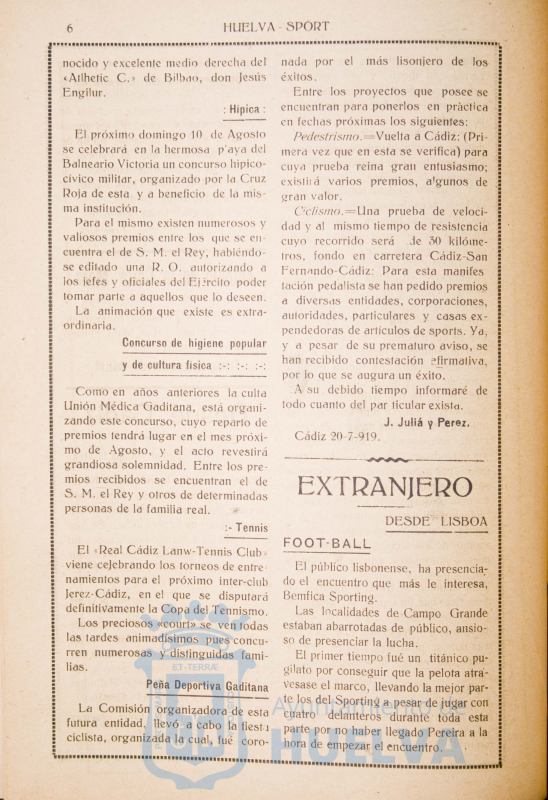 6
HUELVA - SPORT
nocido y excelente medio derecha del
«Atlhetic C.» de Bilbao, don Jesús
Engilur.
: Hípica :
El próximo domingo 10 de Agosto
se celebrará en la hermosa p'aya del
Balneario Victoria un concurso hípico-
cívico militar, organizado por la Cruz
Roja de esta y a beneficio de la mis-
ma institución.
Para el mismo existen numerosos y
valiosos premios entre los que se en-
cuentra el de S. M. el Rey, habiéndo-
se editado una R. O. autorizando a
los jefes y oficiales del Ejército poder
tomar parte a aquellos que lo deseen.
La animación que existe es extra-
ordinaria.
Concurso de higiene popular
y de cultura física :-: :-: :-:
Como en años anteriores la culta
Unión Médica Gaditana, está organi-
zando este concurso, cuyo reparto de
premios tendrá lugar en el mes próxi-
mo de Agosto, y el acto revestirá
grandiosa solemnidad. Entre los pre-
mios recibidos se encuentran el de
S. M. el Rey y otros de determinadas
personas de la familia real.
:- Tennis
El «Real Cádiz Lanw-Tennis Club»
viene celebrando los torneos de entre-
namientos para el próximo inter-club
Jerez-Cádiz, en el que se disputará
definitivamente la Copa del Tennismo.
Los preciosos «court» se ven todas
las tardes animadísimos pues concu-
rren numerosas y distinguidas fami-
lias.
Peña Deportiva Gaditana
La Comisión organizadora de esta
futura entidad, llevó a cabo la fiesta
ciclista, organizada la cual, fué coro-
nada por el más lisonjero de los
éxitos.
Entre los proyectos que posee se
encuentran para ponerlos en práctica
en fechas próximas los siguientes:
Pedestrismo.=Vuelta a Cádiz: (Pri-
mera vez que en esta se verifica) para
cuya prueba reina gran entusiasmo;
existirá varios premios, algunos de
gran valor.
Ciclismo.=Una prueba de veloci-
dad y al mismo tiempo de resistencia
cuyo recorrido será de 30 kilóme-
tros, fondo en carretera Cádiz-San
Fernando-Cádiz: Para esta manifes
tación pedalista se han pedido premios
a diversas entidades, corporaciones,
autoridades, particulares y casas ex-
pendedoras de artículos de sports. Ya,
y a pesar de su prematuro aviso, se
han recibido contestación afirmativa,
por lo que se augura un éxito.
A su debido tiempo informaré de
todo cuanto del par ticular exista.
J. Juliá y Perez.
Cádiz 20-7-919.
EXTRANJERO
DESDE LISBOA
FOOT-BALL
El público lisbonense, ha presencia-
do el encuentro que más le interesa,
Bemfica Sporting.
Las localidades de Campo Grande
estaban abarrotadas de público, ansio-
so de presenciar la lucha.
El primer tiempo fué un titánico pu-
gilato por conseguir que la pelota atra-
vesase el marco, llevando la mejor par-
te los del Sporting a pesar de jugar con
cuatro delanteros durante toda esta
parte por no haber llegado Pereira a la
hora de empezar el encuentro.
ET·TERRÆ
Ayuntamiento de
HUELVA